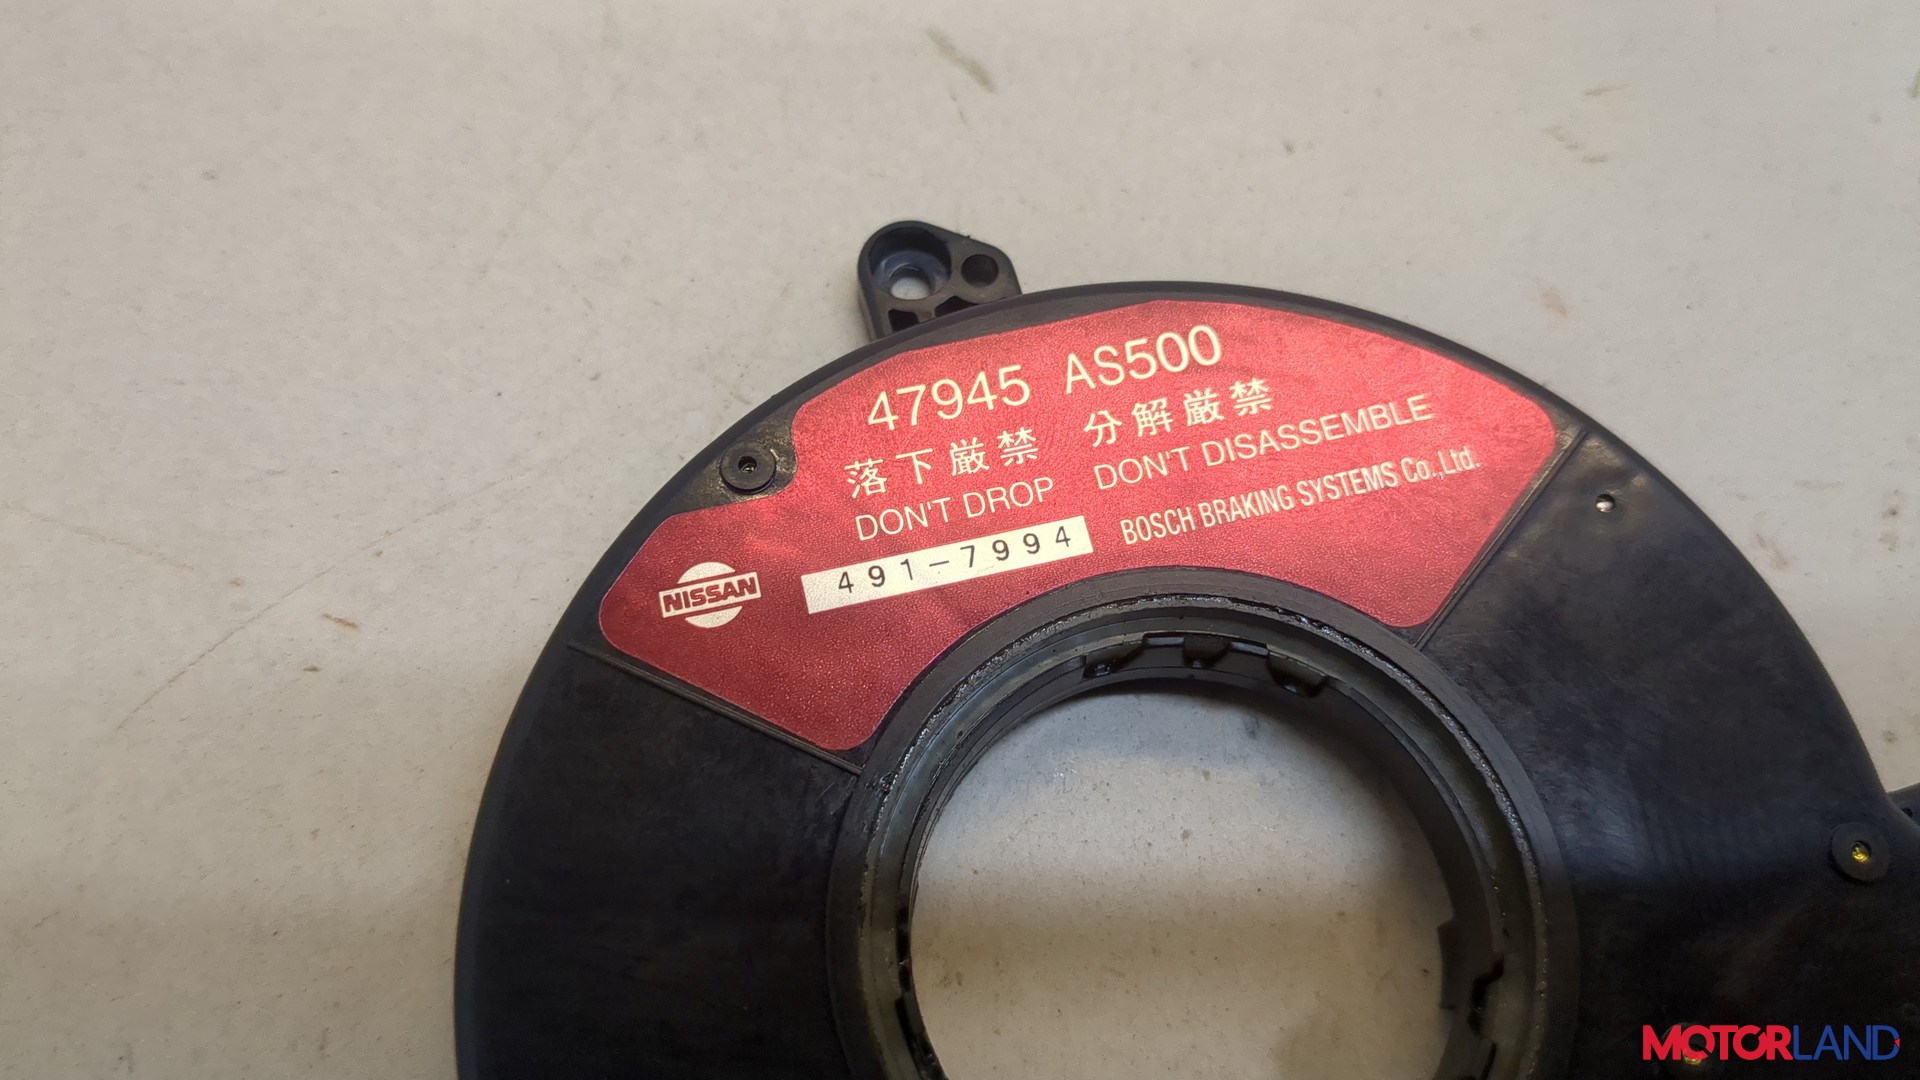 47945 AS500
落下厳禁 分解厳禁
DON'T DROP DON'T DISASSEMBLE
491-7994 BOSCH BRAKING SYSTEMS Co.,Ltd.
NISSAN
MOTORLAND